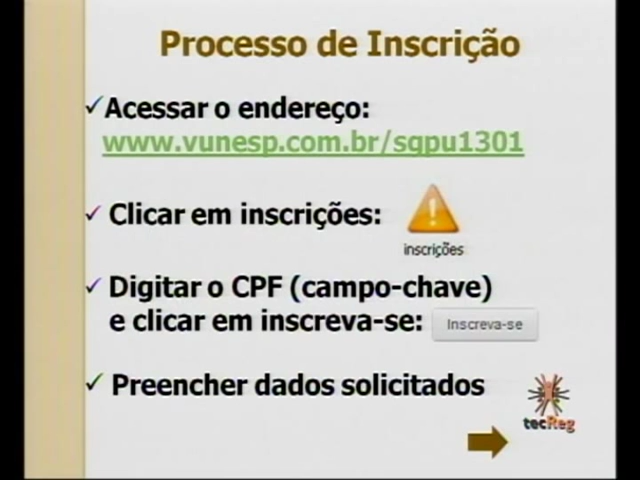 Processo de Inscrição
Acessar o endereço:
www.vunesp.com.br/sgpu1301
Clicar em inscrições:
inscrições
Digitar o CPF (campo-chave)
e clicar em inscreva-se:
Inscreva-se
Preencher dados solicitados
tecReg